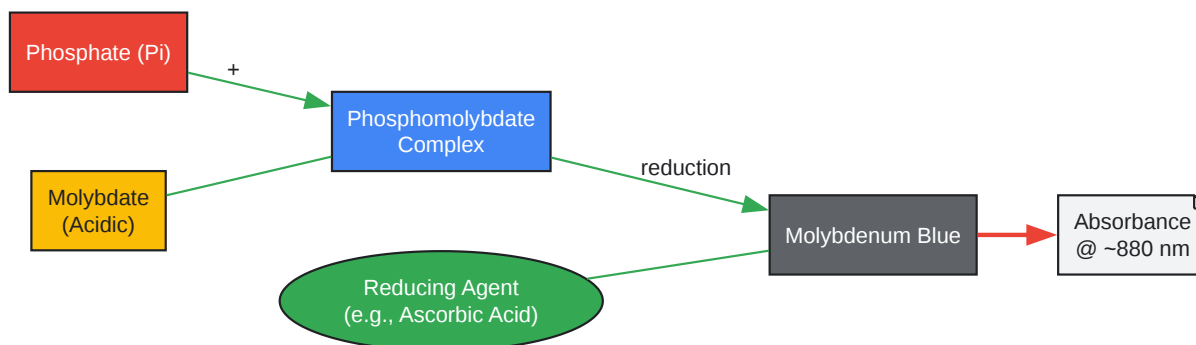 Phosphate (Pi)
+
Phosphomolybdate
Complex
Molybdate
(Acidic)
reduction
Molybdenum Blue
Absorbance
@ ~880 nm
Reducing Agent
(e.g., Ascorbic Acid)